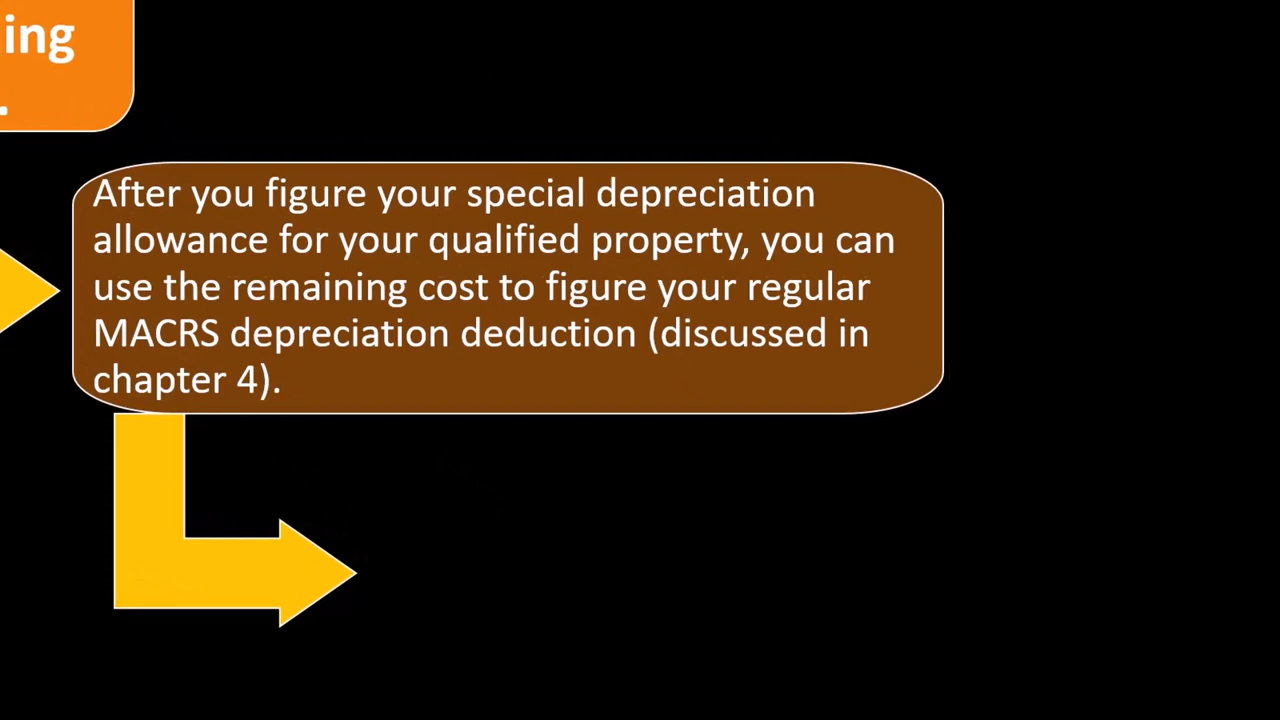 ing
.
After you figure your special depreciation
allowance for your qualified property, you can
use the remaining cost to figure your regular
MACRS depreciation deduction (discussed in
chapter 4).